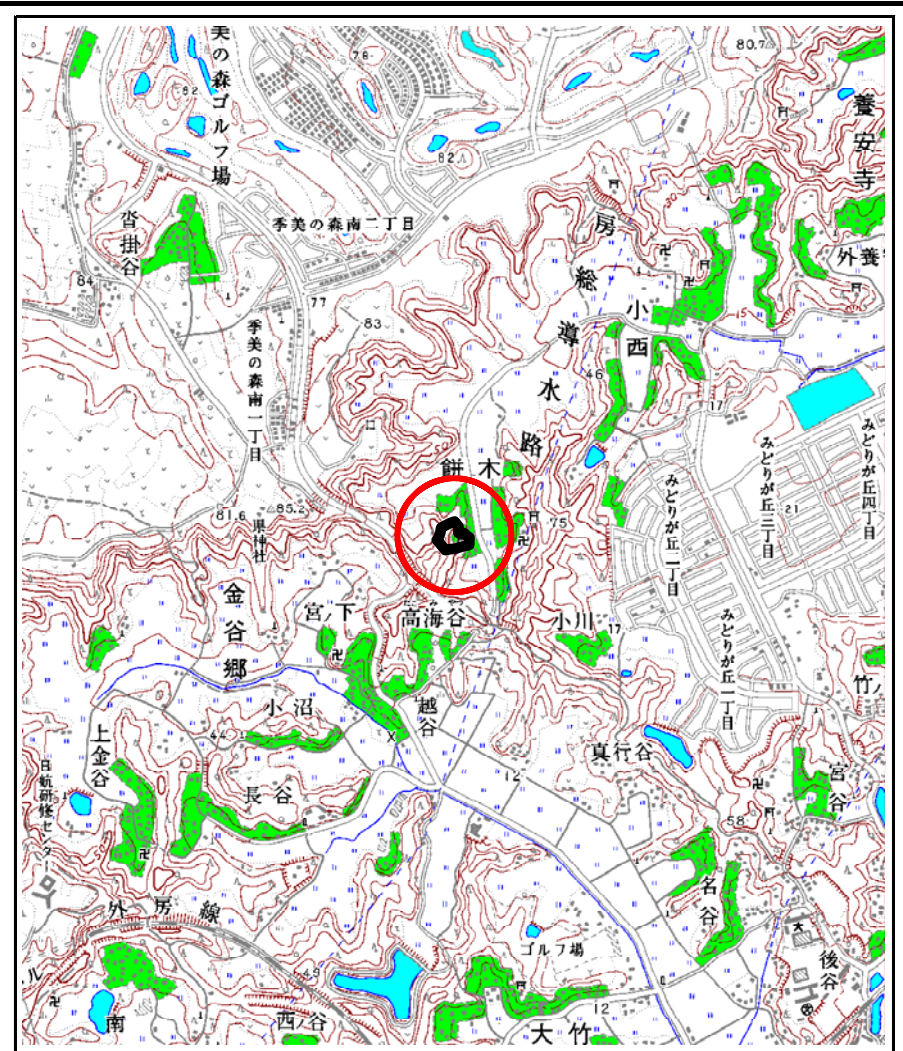 美の森ゴルフ場
78
80.7
82
82
養安寺
沓掛谷
季美の森南二丁目
房総導水路
外養
84
77
83
小西
15
20
46
17
季美の森南一丁目
餅木
みどりが丘四丁目
みどりが丘三丁目
みどりが丘二丁目
21
81.6
85.2
県神社
75
金谷郷
宮ノ下
高海谷
小川
17
みどりが丘一丁目
竹ノ
小沼
越谷
44
上金谷
真行谷
12
宮谷
日航研修センター
長谷
58
名谷
外房線
ゴルフ場
後谷
49
ル
南
西ノ谷
12
大竹